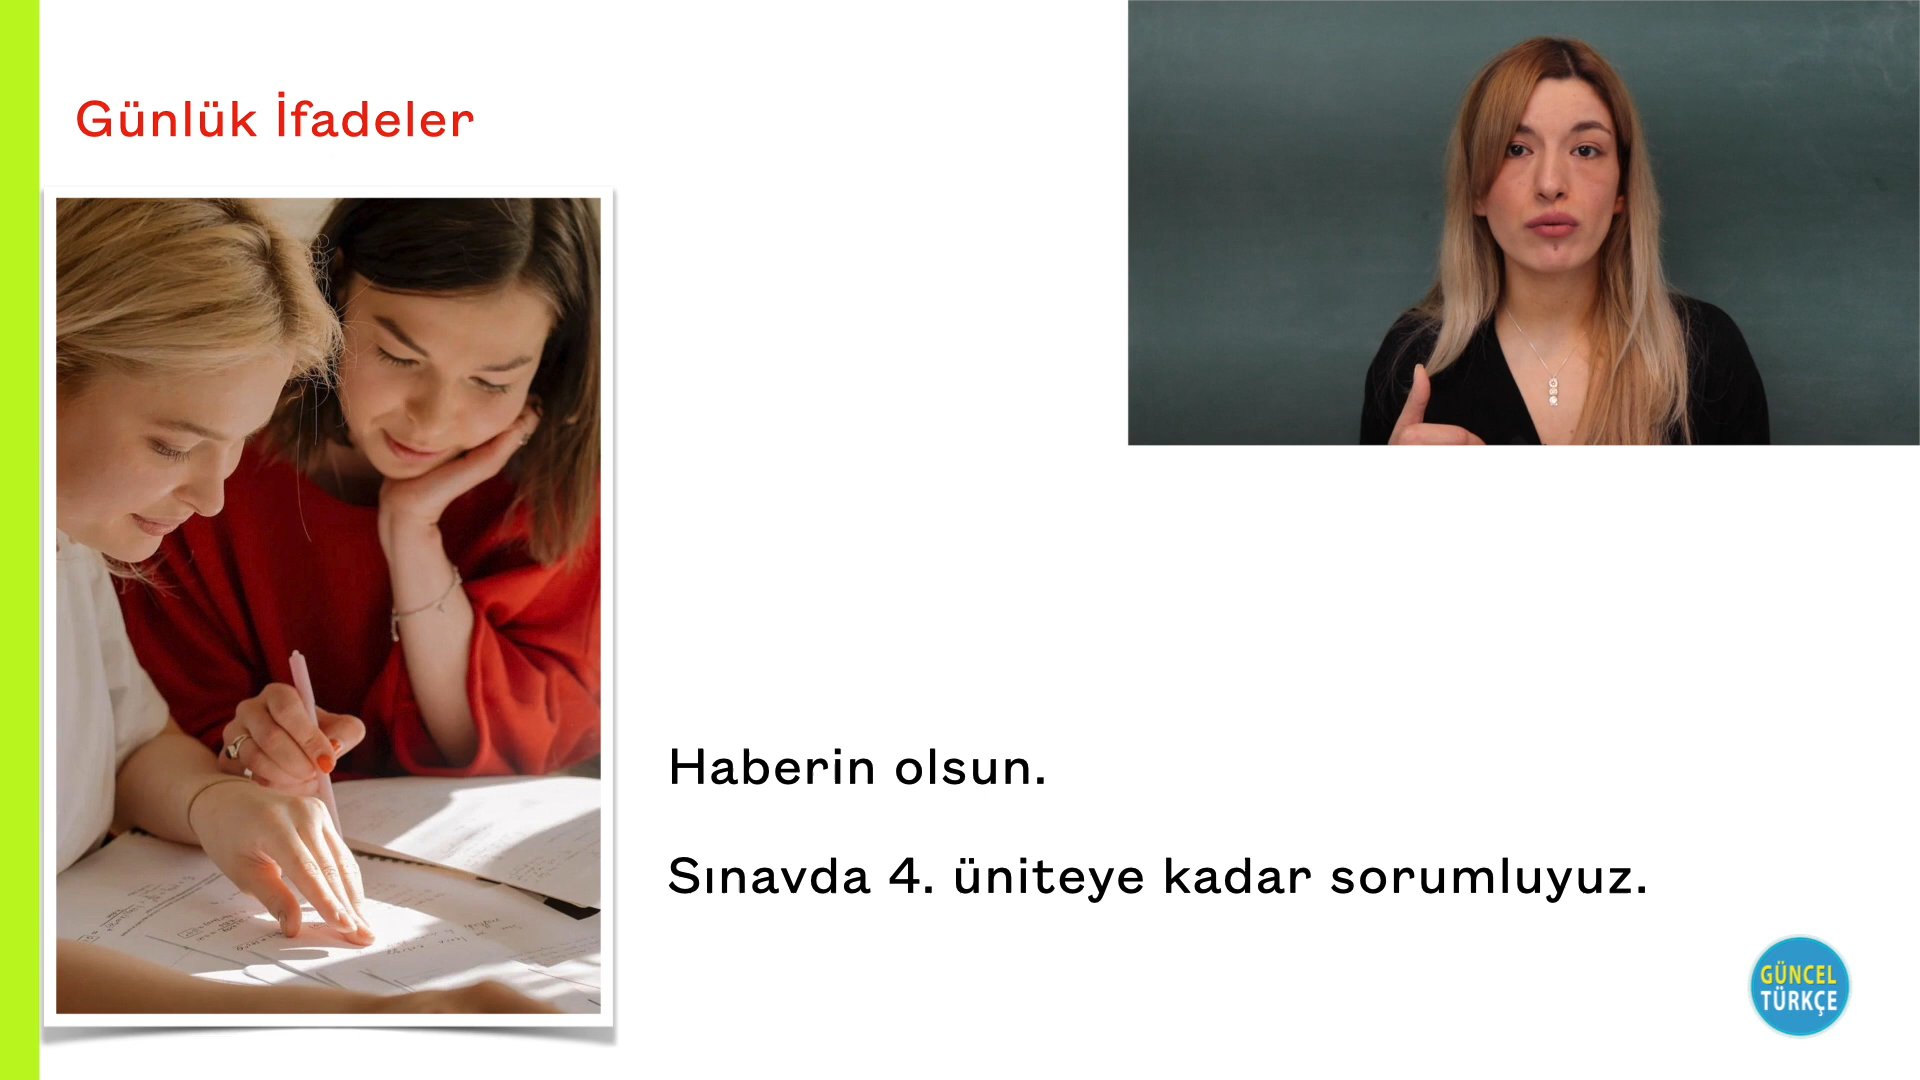 Günlük İfadeler
Haberin olsun.
Sınavda 4. üniteye kadar sorumluyuz.
GÜNCEL
TÜRKÇE